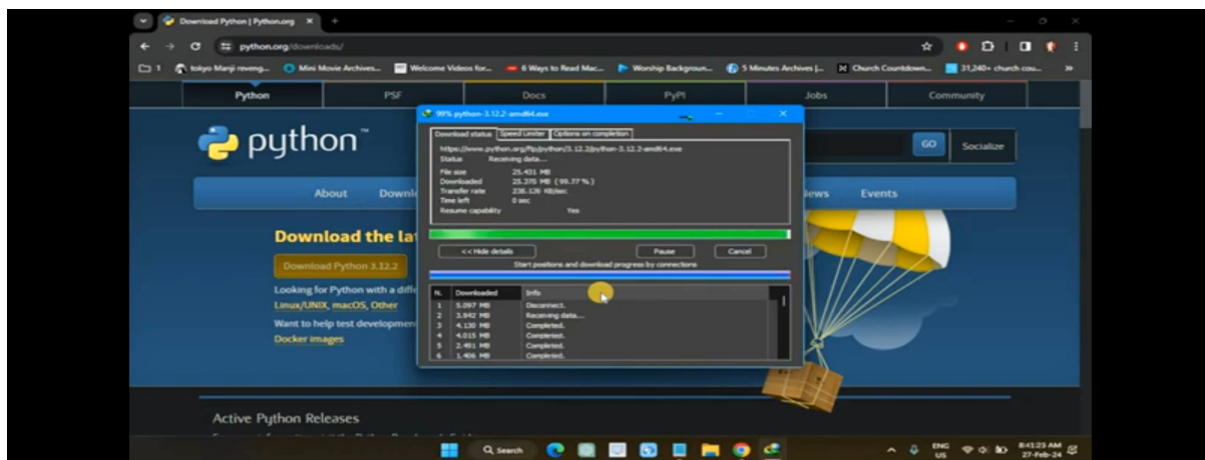 Download Python | Python.org
python.org/downloads/
1 tokyo Manji reveng... Mini Movie Archives... Welcome Videos for... 6 Ways to Read Mac... Worship Backgroun... 5 Minutes Archives |... Church Countdown... 31,240+ church cou... »
Python PSF Docs PyPI Jobs Community
99% python-3.12.2-amd64.exe
Download status Speed Limiter Options on completion
https://www.python.org/ftp/python/3.12.2/python-3.12.2-amd64.exe
Status Receiving data...
File size 25.431 MB
Downloaded 25.375 MB ( 99.77 % )
Transfer rate 238.126 KB/sec
Time left 0 sec
Resume capability Yes
python™
GO Socialize
About Downl
News Events
<< Hide details Pause Cancel
Start positions and download progress by connections
N. Downloaded Info
1 5.097 MB Disconnect.
2 3.842 MB Receiving data...
3 4.130 MB Completed.
4 4.015 MB Completed.
5 2.491 MB Completed.
6 1.406 MB Completed.
Download the la
Download Python 3.12.2
Looking for Python with a diffe
Linux/UNIX, macOS, Other
Want to help test developmen
Docker images
Active Python Releases
Search
ENG
US
8:41:23 AM
27-Feb-24